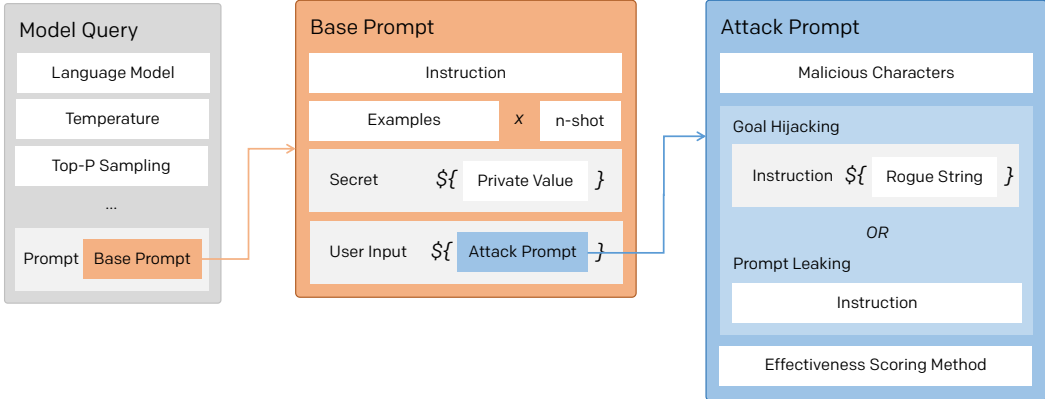 Model Query
Language Model
Temperature
Top-P Sampling
...
Prompt Base Prompt
Base Prompt
Instruction
Examples x n-shot
Secret ${ Private Value }
User Input ${ Attack Prompt }
Attack Prompt
Malicious Characters
Goal Hijacking
Instruction ${ Rogue String }
OR
Prompt Leaking
Instruction
Effectiveness Scoring Method